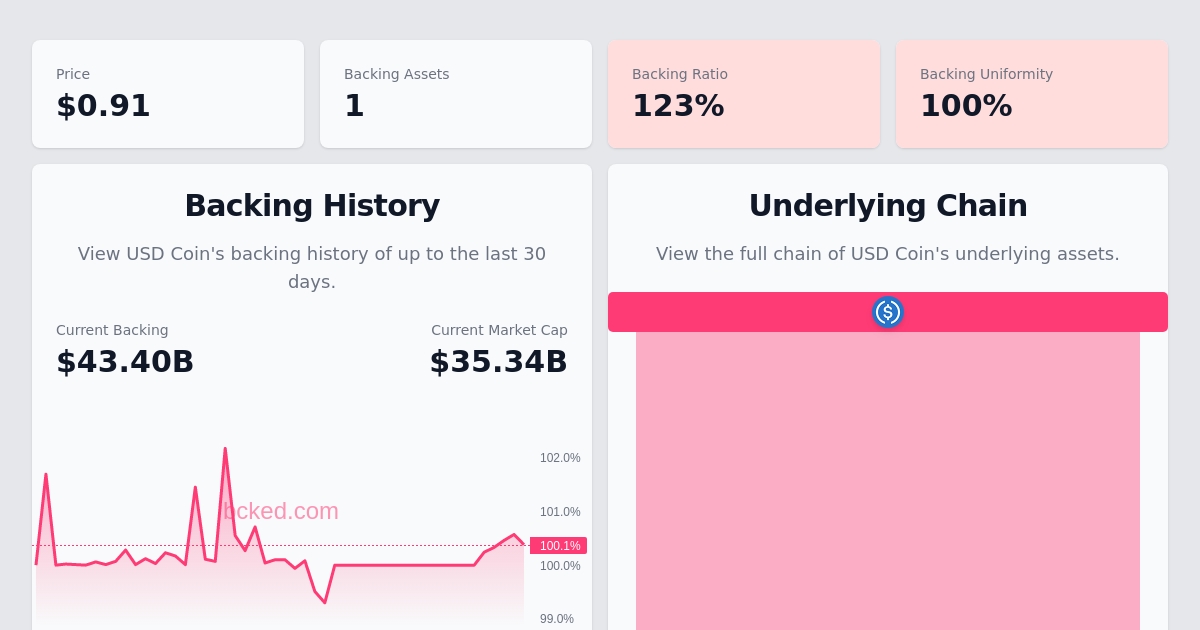 Price
$0.91
Backing Assets
1
Backing Ratio
123%
Backing Uniformity
100%
Backing History
View USD Coin's backing history of up to the last 30
days.
Current Backing
$43.40B
Current Market Cap
$35.34B
102.0%
bcked.com
101.0%
100.1%
100.0%
99.0%
Underlying Chain
View the full chain of USD Coin's underlying assets.
$